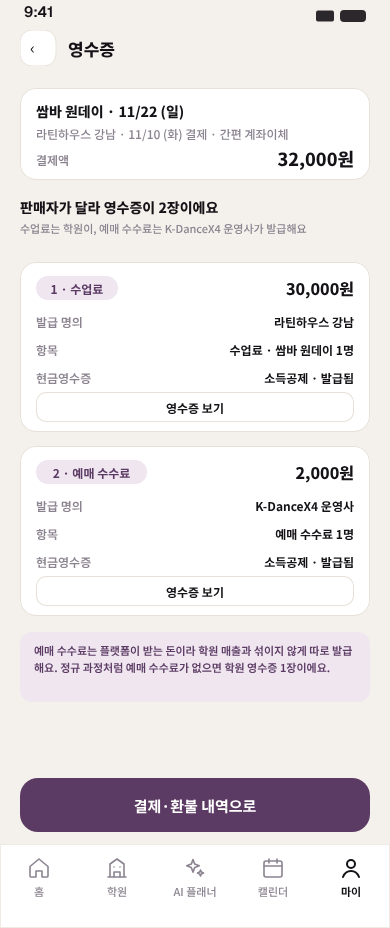 9:41
영수증
쌈바 원데이 · 11/22 (일)
라틴하우스 강남 · 11/10 (화) 결제 · 간편 계좌이체
결제액 32,000원
판매자가 달라 영수증이 2장이에요
수업료는 학원이, 예매 수수료는 K-DanceX4 운영사가 발급해요
1 · 수업료 30,000원
발급 명의 라틴하우스 강남
항목 수업료 · 쌈바 원데이 1명
현금영수증 소득공제 · 발급됨
영수증 보기
2 · 예매 수수료 2,000원
발급 명의 K-DanceX4 운영사
항목 예매 수수료 1명
현금영수증 소득공제 · 발급됨
영수증 보기
예매 수수료는 플랫폼이 받는 돈이라 학원 매출과 섞이지 않게 따로 발급
해요. 정규 과정처럼 예매 수수료가 없으면 학원 영수증 1장이에요.
결제·환불 내역으로
홈 학원 AI 플래너 캘린더 마이